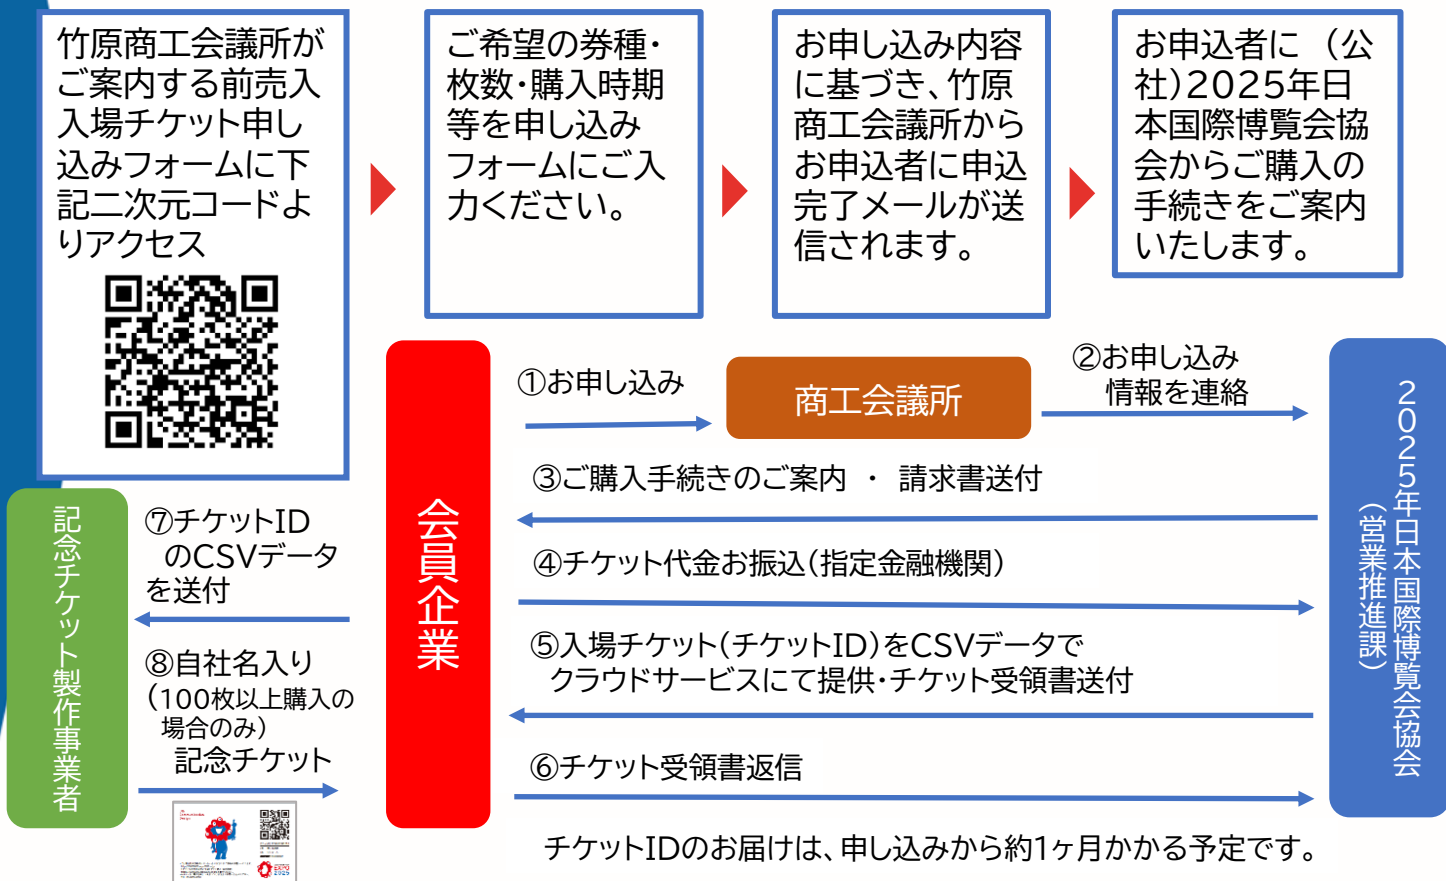 竹原商工会議所が
ご案内する前売入
入場チケット申し
込みフォームに下
記二次元コードよ
りアクセス
ご希望の券種・
枚数・購入時期
等を申し込み
フォームにご入
力ください。
お申し込み内容
に基づき、竹原
商工会議所から
お申込者に申込
完了メールが送
信されます。
お申込者に（公
社）2025年日
本国際博覧会協
会からご購入の
手続きをご案内
いたします。
①お申し込み
商工会議所
②お申し込み
情報を連絡
③ご購入手続きのご案内 ・ 請求書送付
④チケット代金お振込（指定金融機関）
⑤入場チケット（チケットID）をCSVデータで
クラウドサービスにて提供・チケット受領書送付
⑥チケット受領書返信
会員企業
2025年日本国際博覧会協会
（営業推進課）
記念チケット製作事業者
⑦チケットID
のCSVデータ
を送付
⑧自社名入り
（100枚以上購入の
場合のみ）
記念チケット
EXPO
2025
チケットIDのお届けは、申し込みから約1ヶ月かかる予定です。